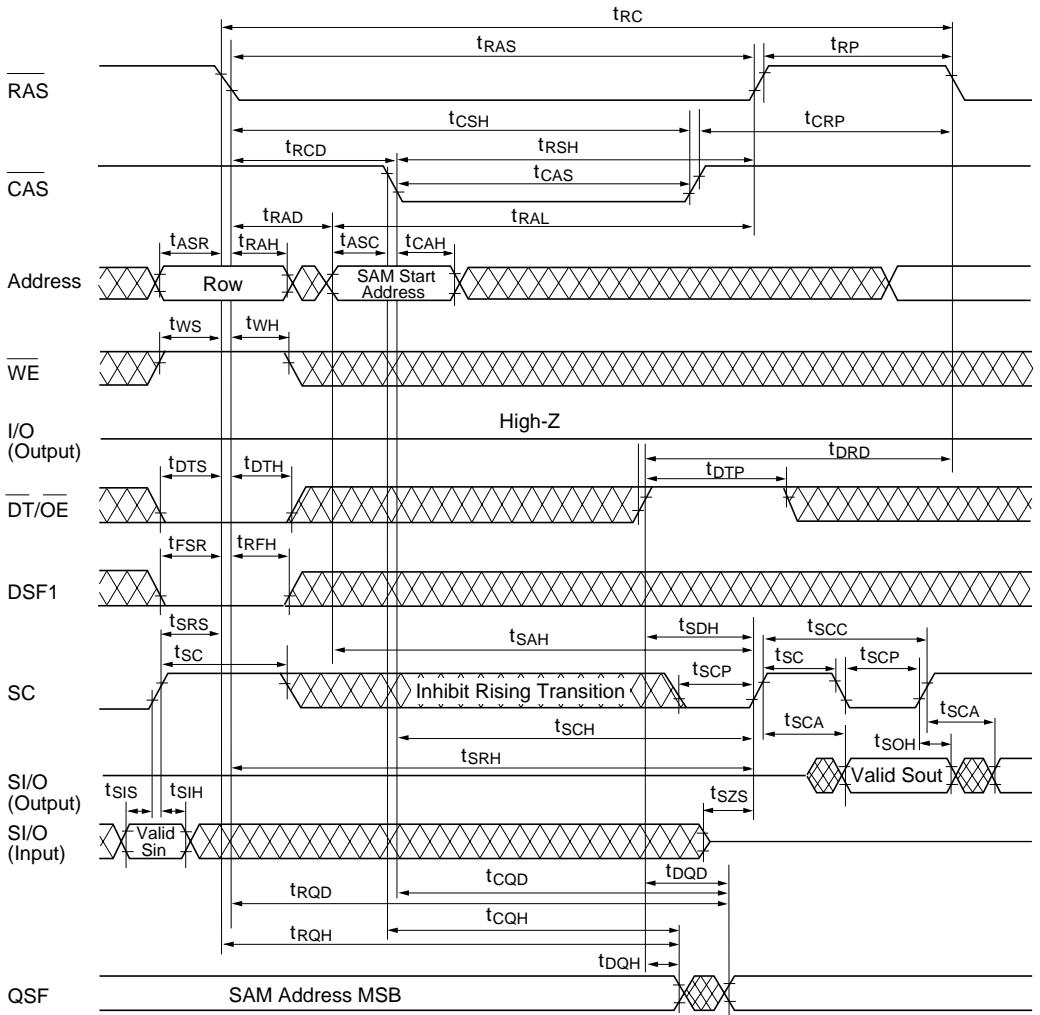 tRC
tRAS
tRP
RAS
tCSH
tCRP
tRCD
tRSH
CAS
tCAS
tRAD
tRAL
tASR
tRAH
tASC
tCAH
Address
Row
SAM Start
Address
tWS
tWH
WE
I/O
(Output)
High-Z
tDRD
tDTS
tDTH
tDTP
DT/OE
tFSR
tRFH
DSF1
tSRS
tSAH
tSDH
tSCC
tSC
tSCP
tSC
tSCP
SC
Inhibit Rising Transition
tSCH
tSCA
tSCA
tSRH
tSOH
SI/O
(Output)
Valid Sout
tSIS
tSIH
tSZS
SI/O
(Input)
Valid
Sin
tCQD
tDQD
tRQD
tCQH
tRQH
tDQH
QSF
SAM Address MSB